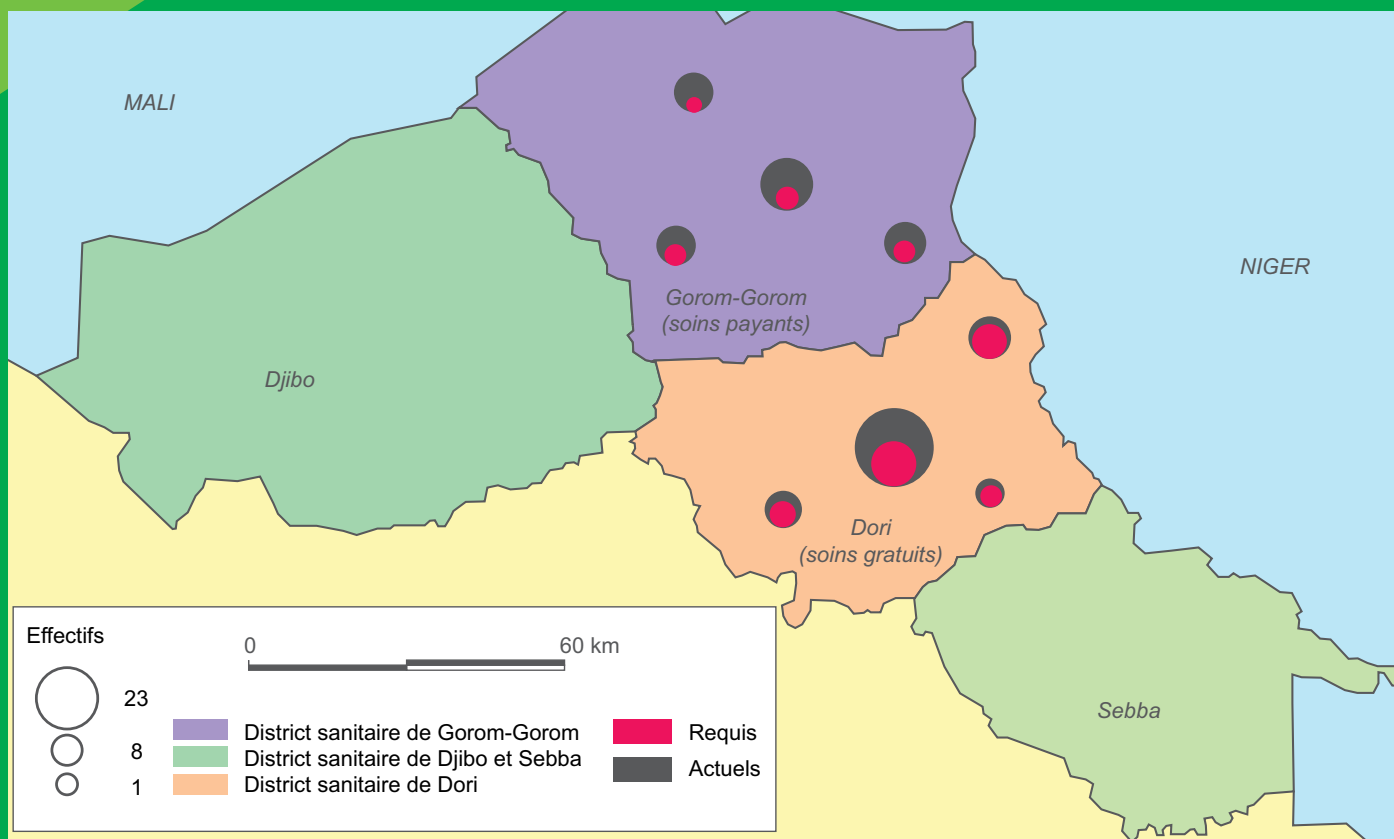 MALI
NIGER
Gorom-Gorom
(soins payants)
Djibo
Dori
(soins gratuits)
Sebba
Effectifs
0 60 km
23
8
1
District sanitaire de Gorom-Gorom
District sanitaire de Djibo et Sebba
District sanitaire de Dori
Requis
Actuels